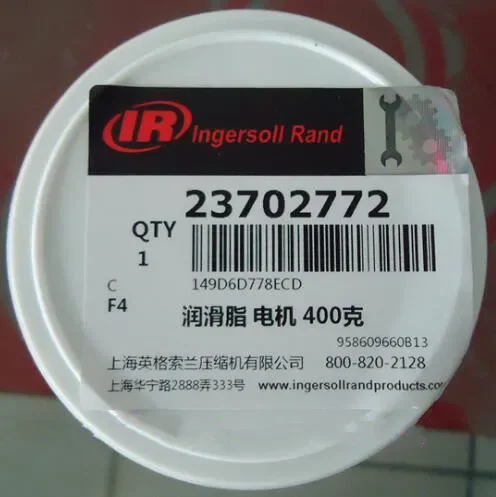 IR Ingersoll Rand
23702772
QTY
1
149D6D778ECD
C
F4
润滑脂 电机 400克
958609660B13
上海英格索兰压缩机有限公司 800-820-2128
上海华宁路2888弄333号 www.ingersollrandproducts.com